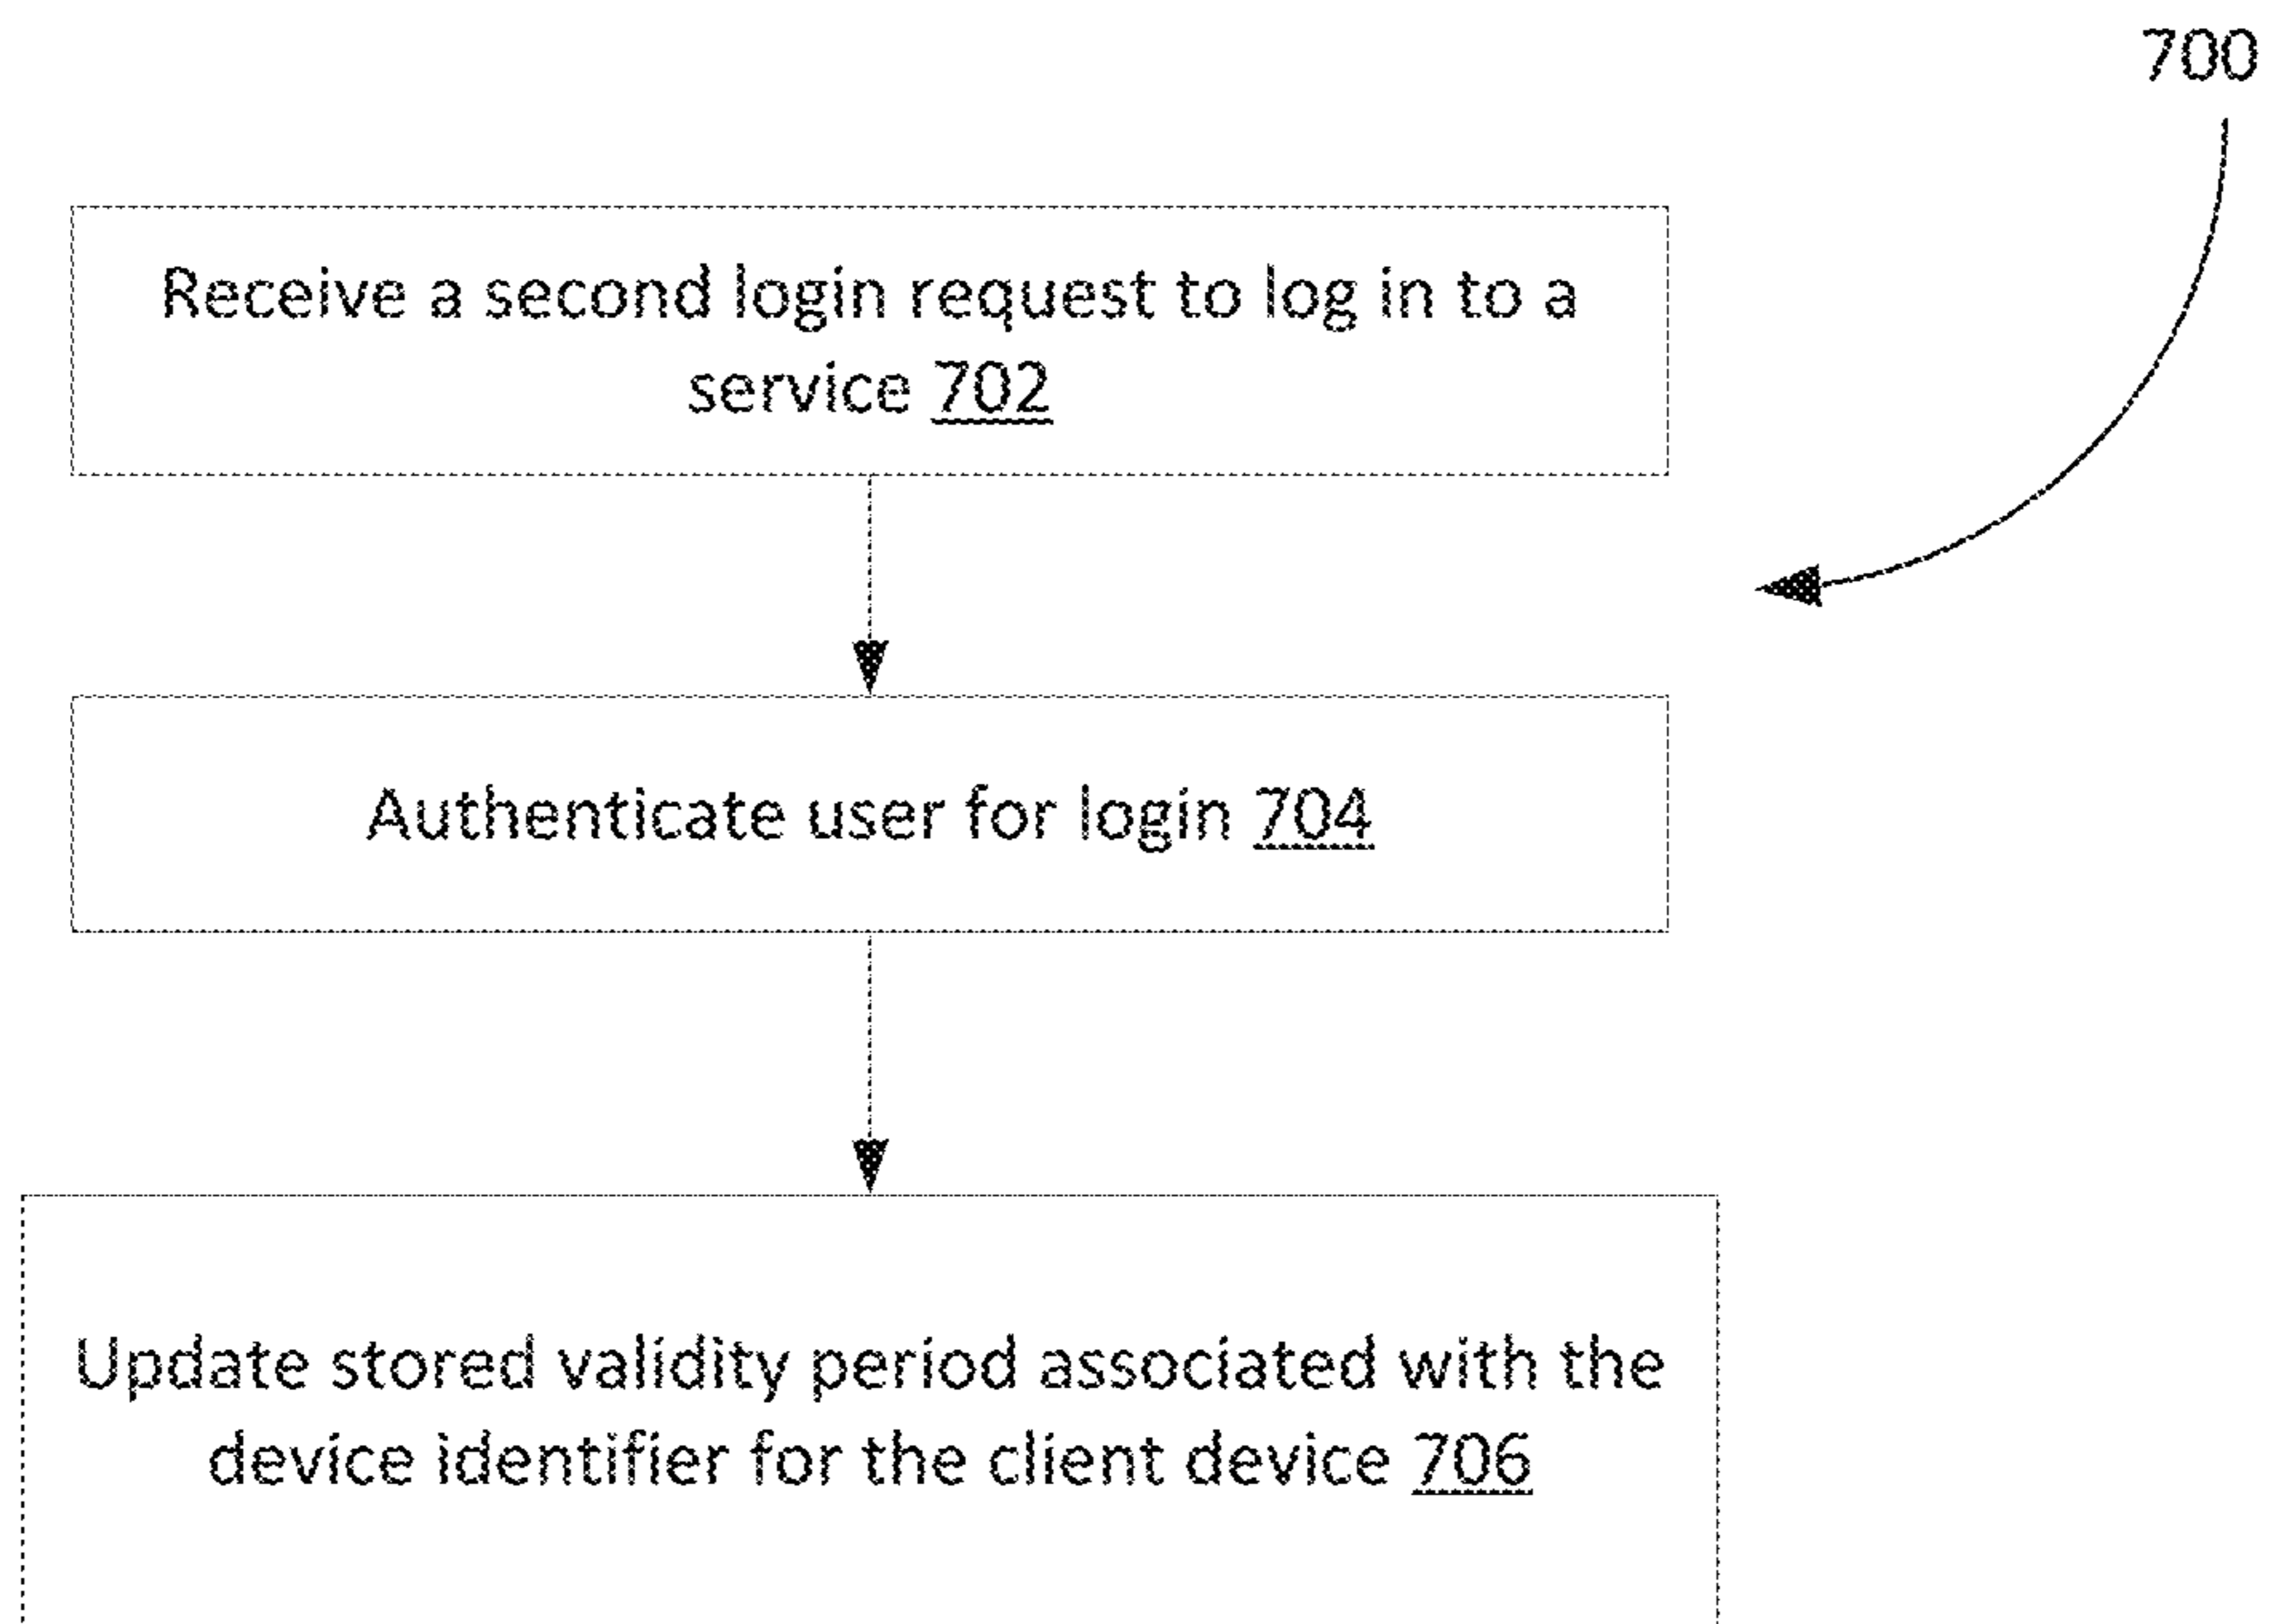 700
Receive a second login request to log in to a
service 702
Authenticate user for login 704
Update stored validity period associated with the
device identifier for the client device 706